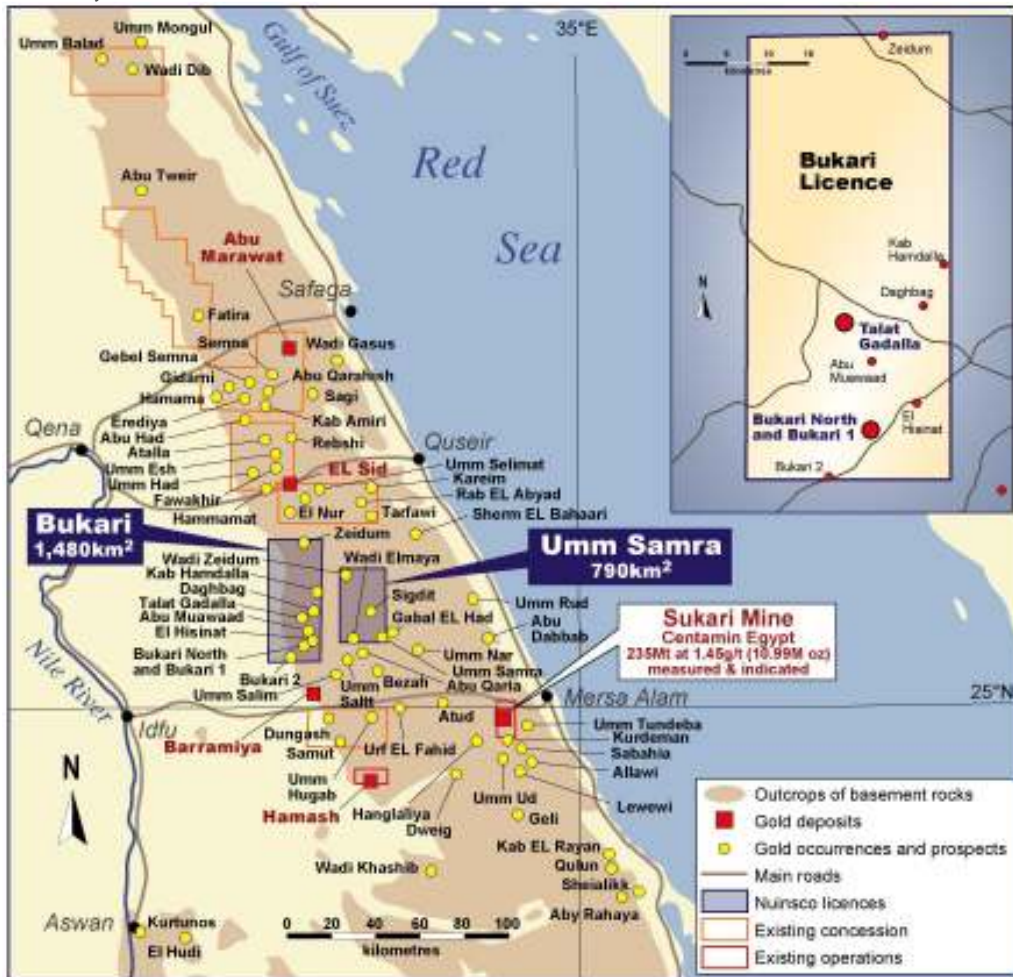 Umm Mongul
Umm Balad
Wadi Dib
35°E
Gulf of Suez
Red
Sea
Abu Tweir
Abu
Marawat
Safaga
Fatira
Semna
Wadi Gasus
Gebel Semna
Abu Qarahish
Gidami
Hamama
Sagi
Erediya
Kab Amiri
Abu Had
Qena
Rebshi
Atalla
Quseir
Umm Esh
EL Sid
Umm Selimat
Umm Had
Kareim
Fawakhir
Rab EL Abyad
Hammamat
El Nur
Tarfawi
Sherm EL Bahaari
Bukari
1,480km²
Zeidum
Umm Samra
790km²
Wadi Zeidum
Wadi Elmaya
Kab Hamdalla
Daghbag
Sigdit
Talat Gadalla
Umm Rud
Abu Muawaad
Gabal EL Had
El Hisinat
Abu
Dabbab
Bukari North
and Bukari 1
Umm Nar
Umm Samra
Bukari 2
Bezah
Abu Qaria
Umm Salim
Umm
Saltt
Sukari Mine
Centamin Egypt
235Mt at 1.45g/t (10.99M oz)
measured & indicated
Mersa Alam
25°N
Nile River
Idfu
Atud
Umm Tundeba
Dungash
Kurdeman
Barramiya
Samut
Urf EL Fahid
Sabahia
Allawi
N
Umm
Hugab
Hanglaliya
Umm Ud
Lewewi
Hamash
Dweig
Geli
Kab EL Rayan
Wadi Khashib
Qulun
Sheialikk
Aby Rahaya
Aswan
Kurtunos
El Hudi
0 20 40 60 80 100
kilometres
Zeidum
Bukari
Licence
Kab
Hamdalla
N
Daghbag
Talat
Gadalla
Abu
Muawaad
Bukari North
and Bukari 1
El
Hisinat
Bukari 2
Outcrops of basement rocks
Gold deposits
Gold occurrences and prospects
Main roads
Nuinsco licences
Existing concession
Existing operations